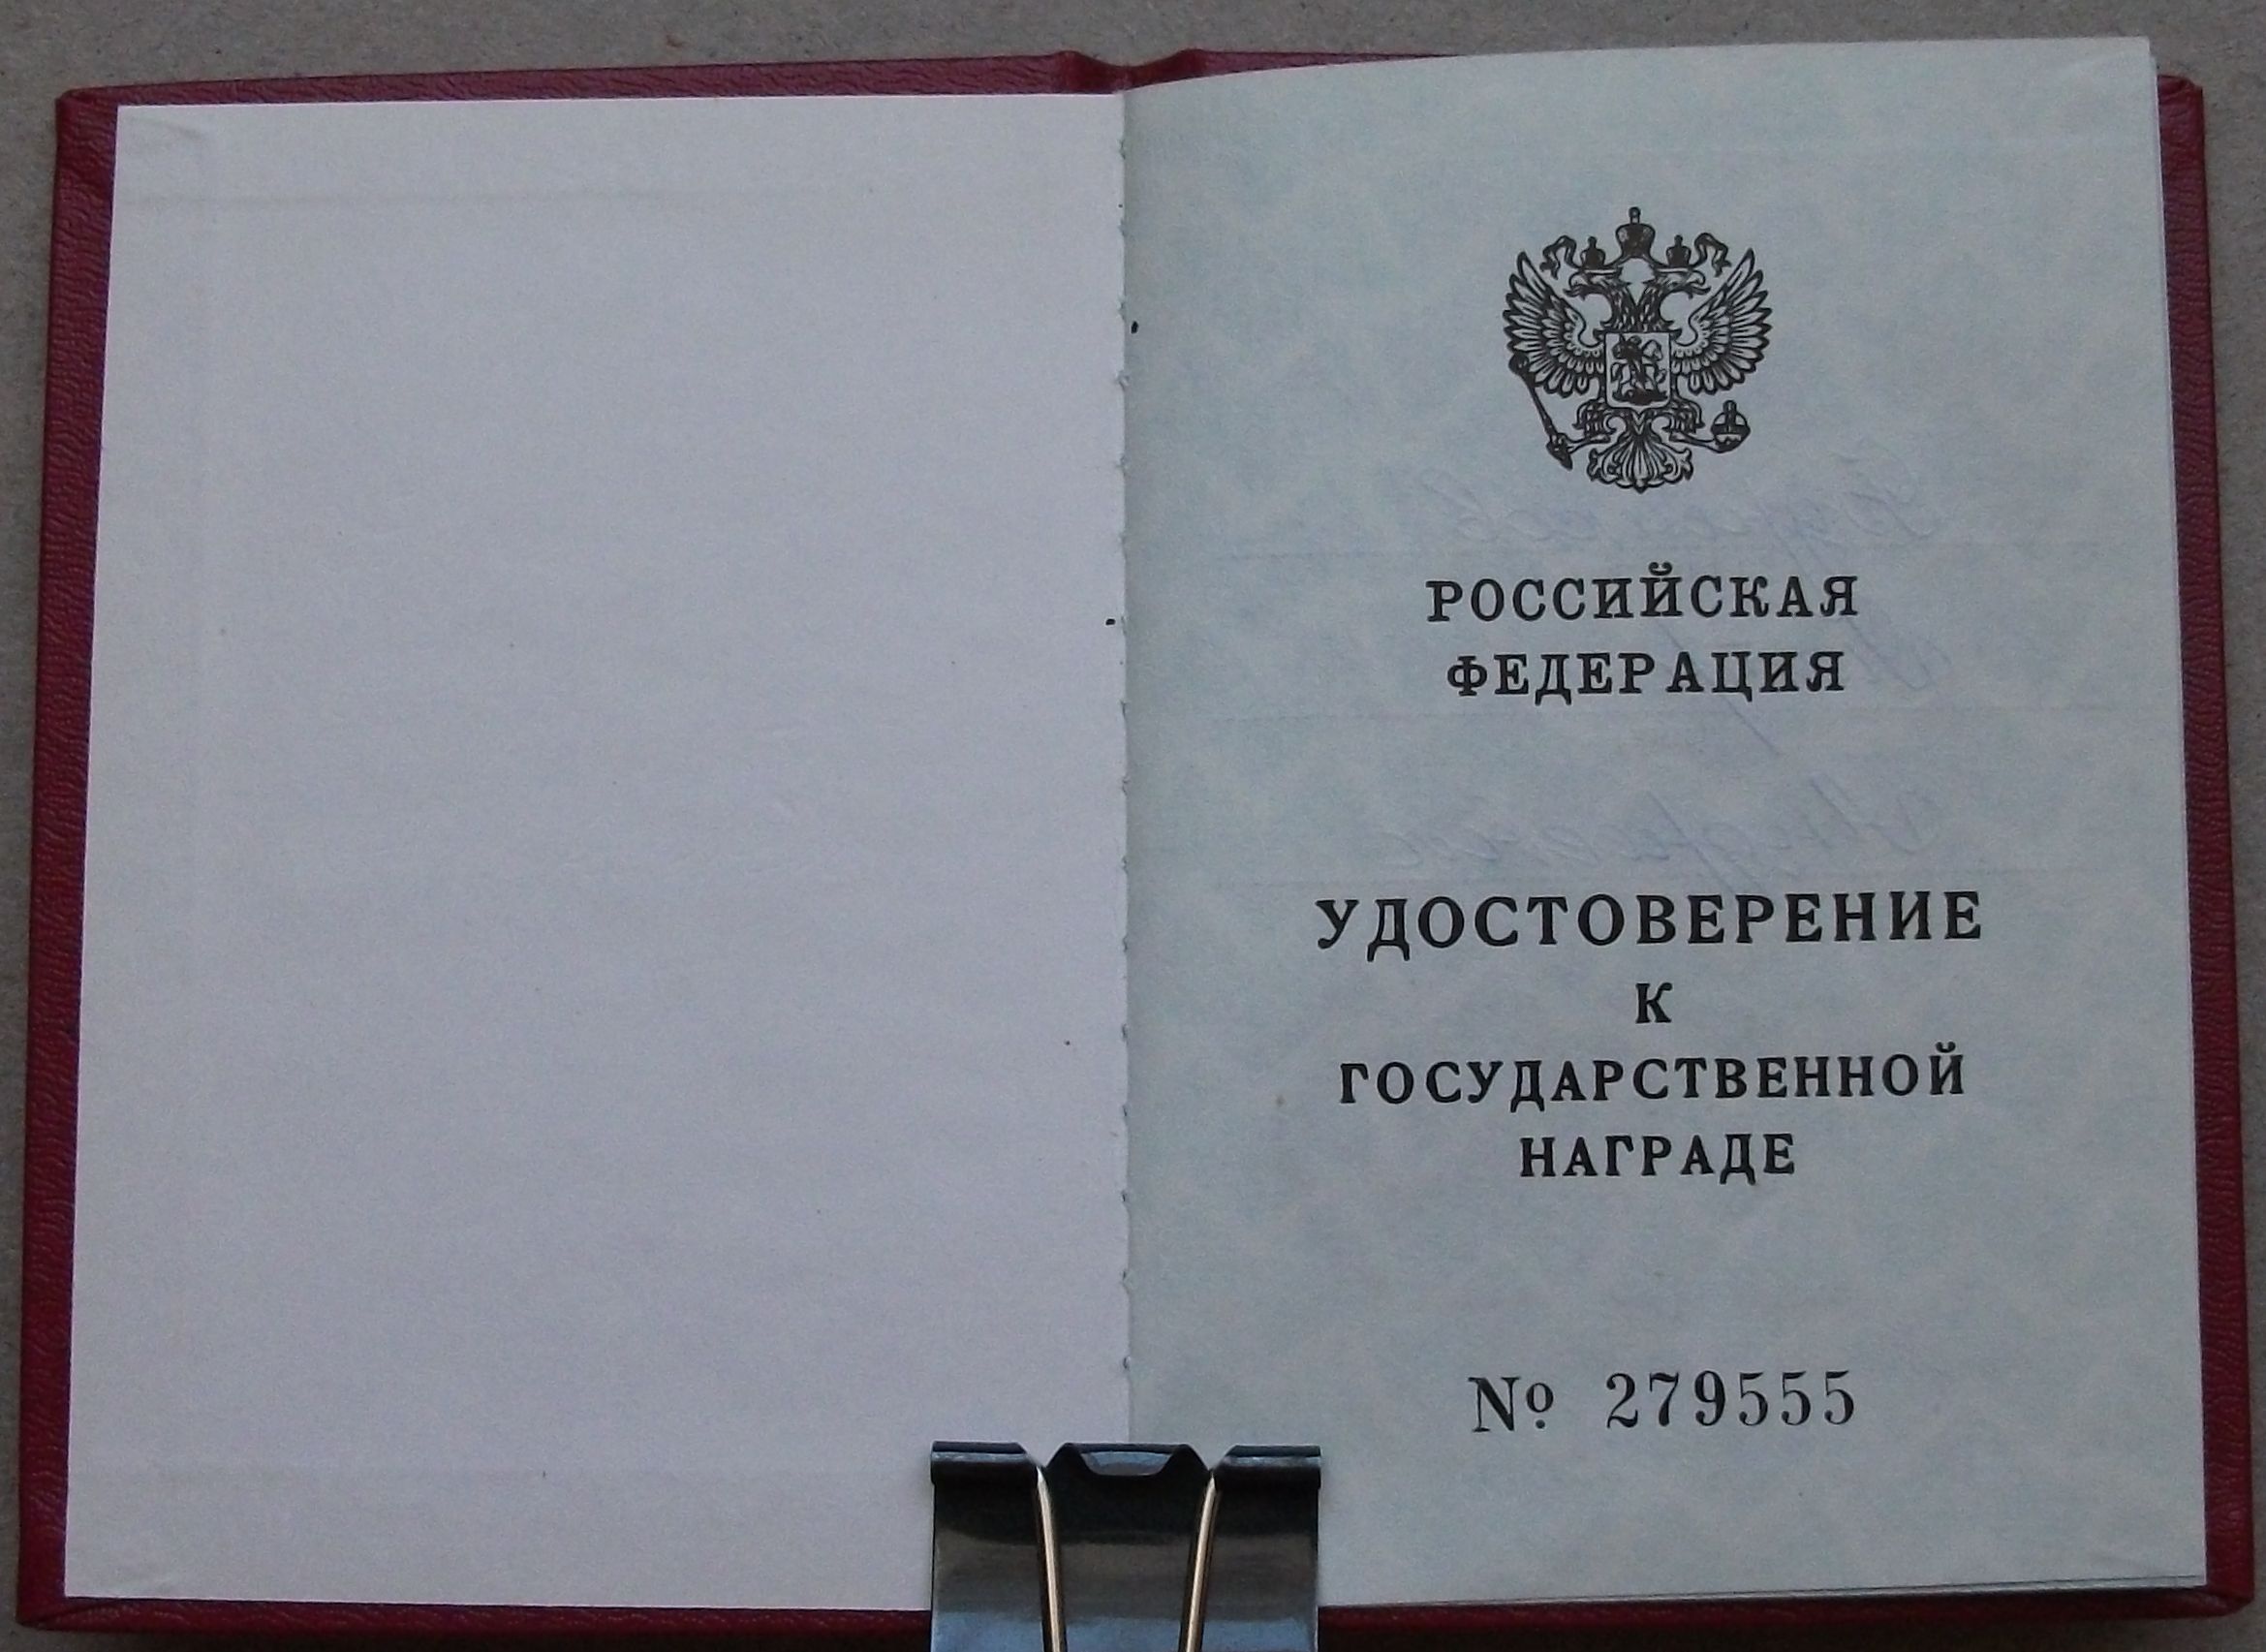 РОССИЙСКАЯ
ФЕДЕРАЦИЯ
УДОСТОВЕРЕНИЕ
К
ГОСУДАРСТВЕННОЙ
НАГРАДЕ
№ 279555